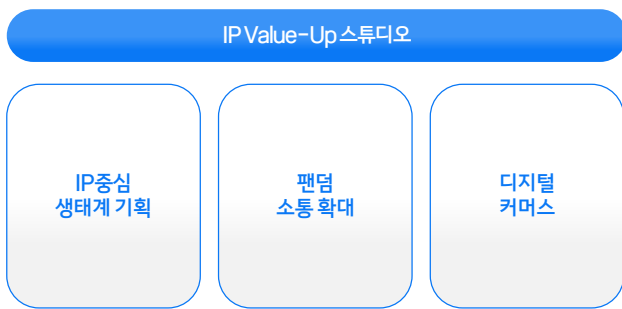 IP Value-Up 스튜디오
IP중심
생태계 기획
팬덤
소통 확대
디지털
커머스